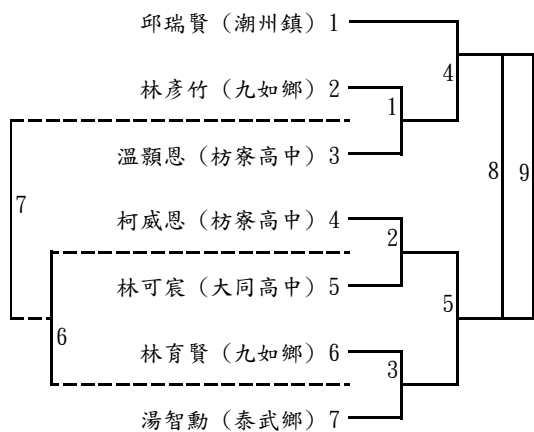 邱瑞賢（潮州鎮）1
4
林彥竹（九如鄉）2
1
溫顥恩（枋寮高中）3
8
9
7
柯威恩（枋寮高中）4
2
林可宸（大同高中）5
5
6
林育賢（九如鄉）6
3
湯智勳（泰武鄉）7